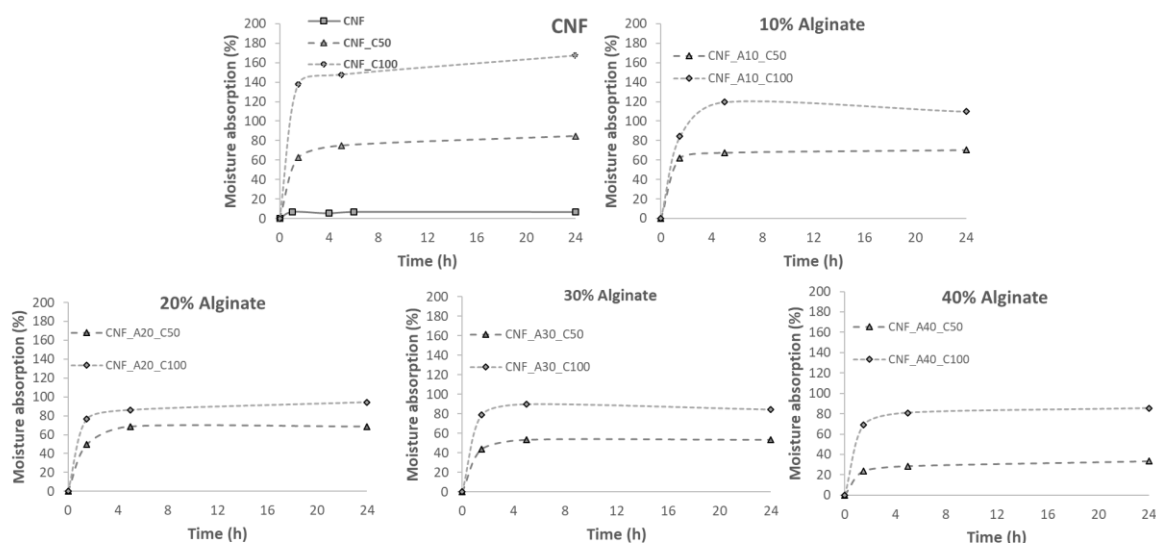 CNF
Moisture absorption (%)
200
180
160
140
120
100
80
60
40
20
0
CNF
CNF_C50
CNF_C100
0 4 8 12 16 20 24
Time (h)
10% Alginate
Moisture absoprtion (%)
200
180
160
140
120
100
80
60
40
20
0
CNF_A10_C50
CNF_A10_C100
0 4 8 12 16 20 24
Time (h)
20% Alginate
Moisture absorption (%)
200
180
160
140
120
100
80
60
40
20
0
CNF_A20_C50
CNF_A20_C100
0 4 8 12 16 20 24
Time (h)
30% Alginate
Moisture absorption (%)
200
180
160
140
120
100
80
60
40
20
0
CNF_A30_C50
CNF_A30_C100
0 4 8 12 16 20 24
Time (h)
40% Alginate
Moisture absorption (%)
200
180
160
140
120
100
80
60
40
20
0
CNF_A40_C50
CNF_A40_C100
0 4 8 12 16 20 24
Time (h)